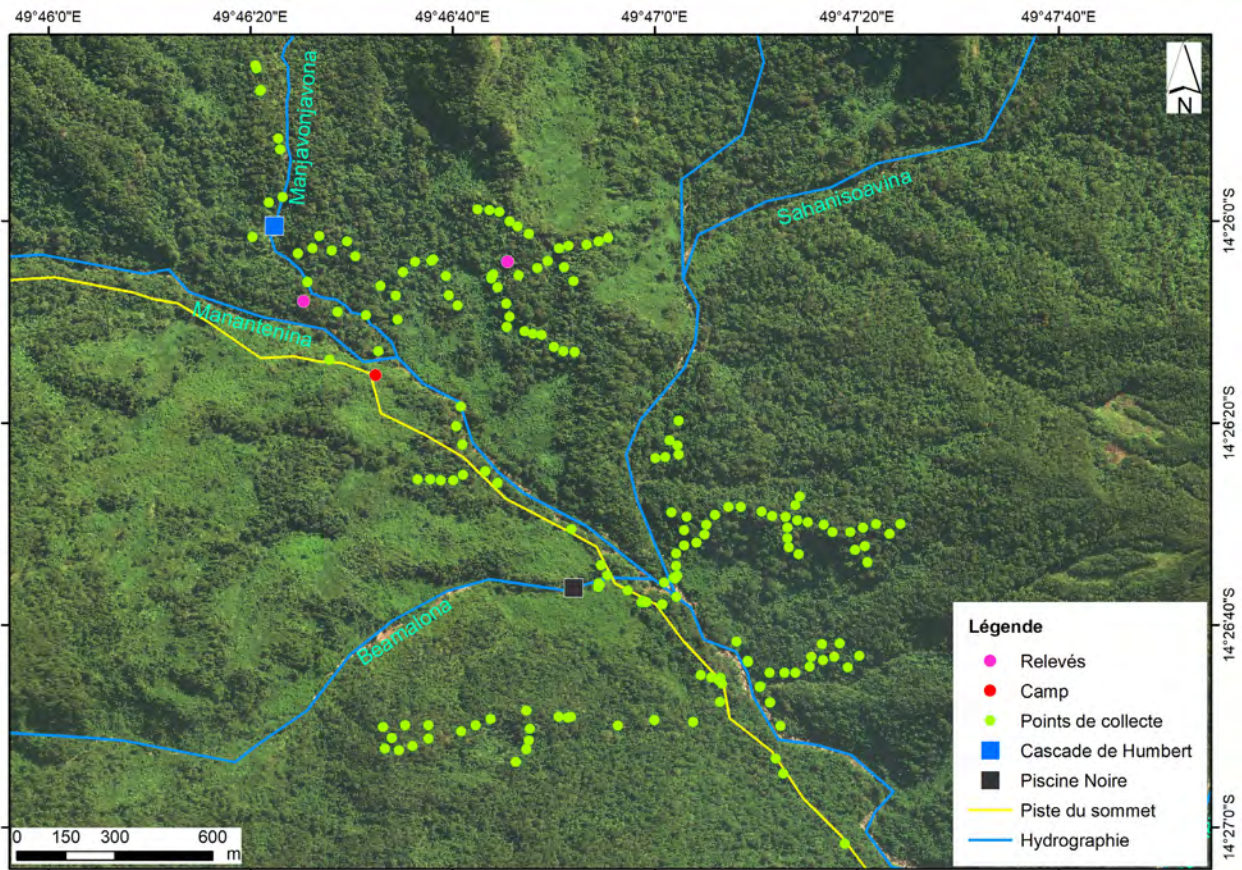 49°46'0"E
49°46'20"E
49°46'40"E
49°47'0"E
49°47'20"E
49°47'40"E
N
Manjavonjavona
Sahanisoavina
14°26'0"S
Manantenina
14°26'20"S
Beamalona
14°26'40"S
14°27'0"S
Légende
Relevés
Camp
Points de collecte
Cascade de Humbert
Piscine Noire
Piste du sommet
Hydrographie
0 150 300 600
m